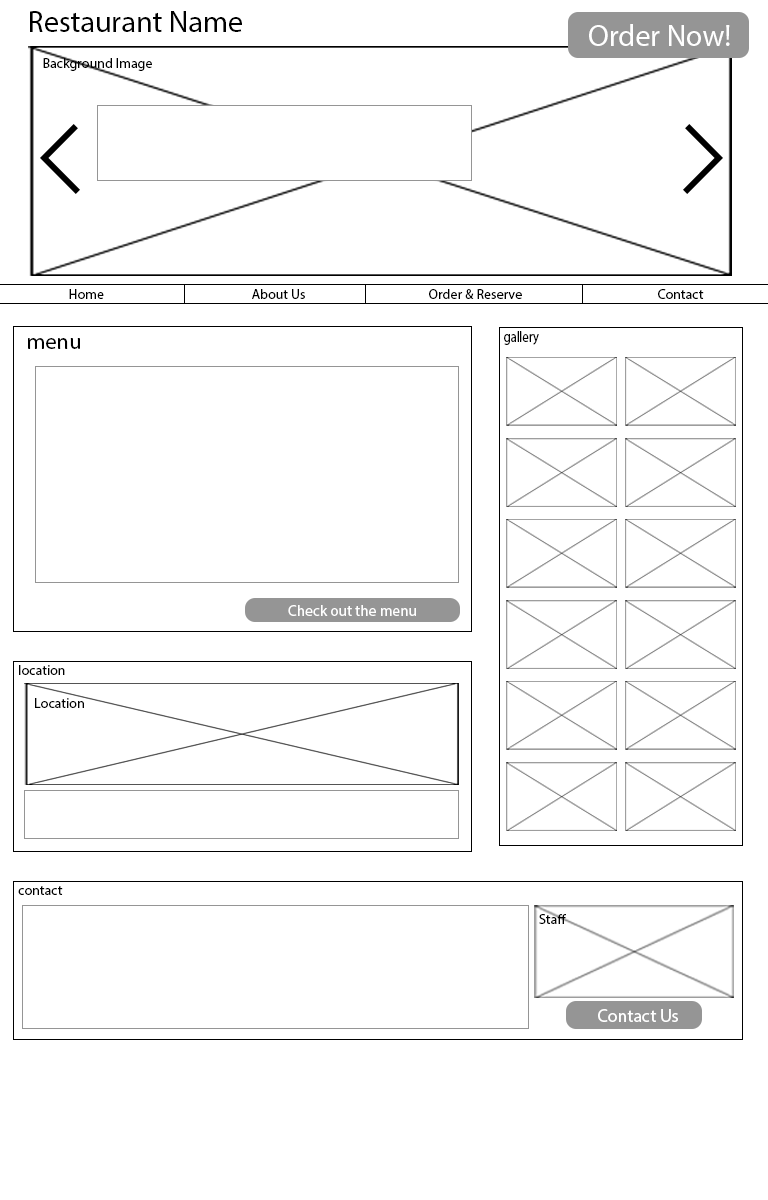 Restaurant Name
Order Now!
Background Image
Home
About Us
Order & Reserve
Contact
menu
Check out the menu
gallery
location
Location
contact
Staff
Contact Us